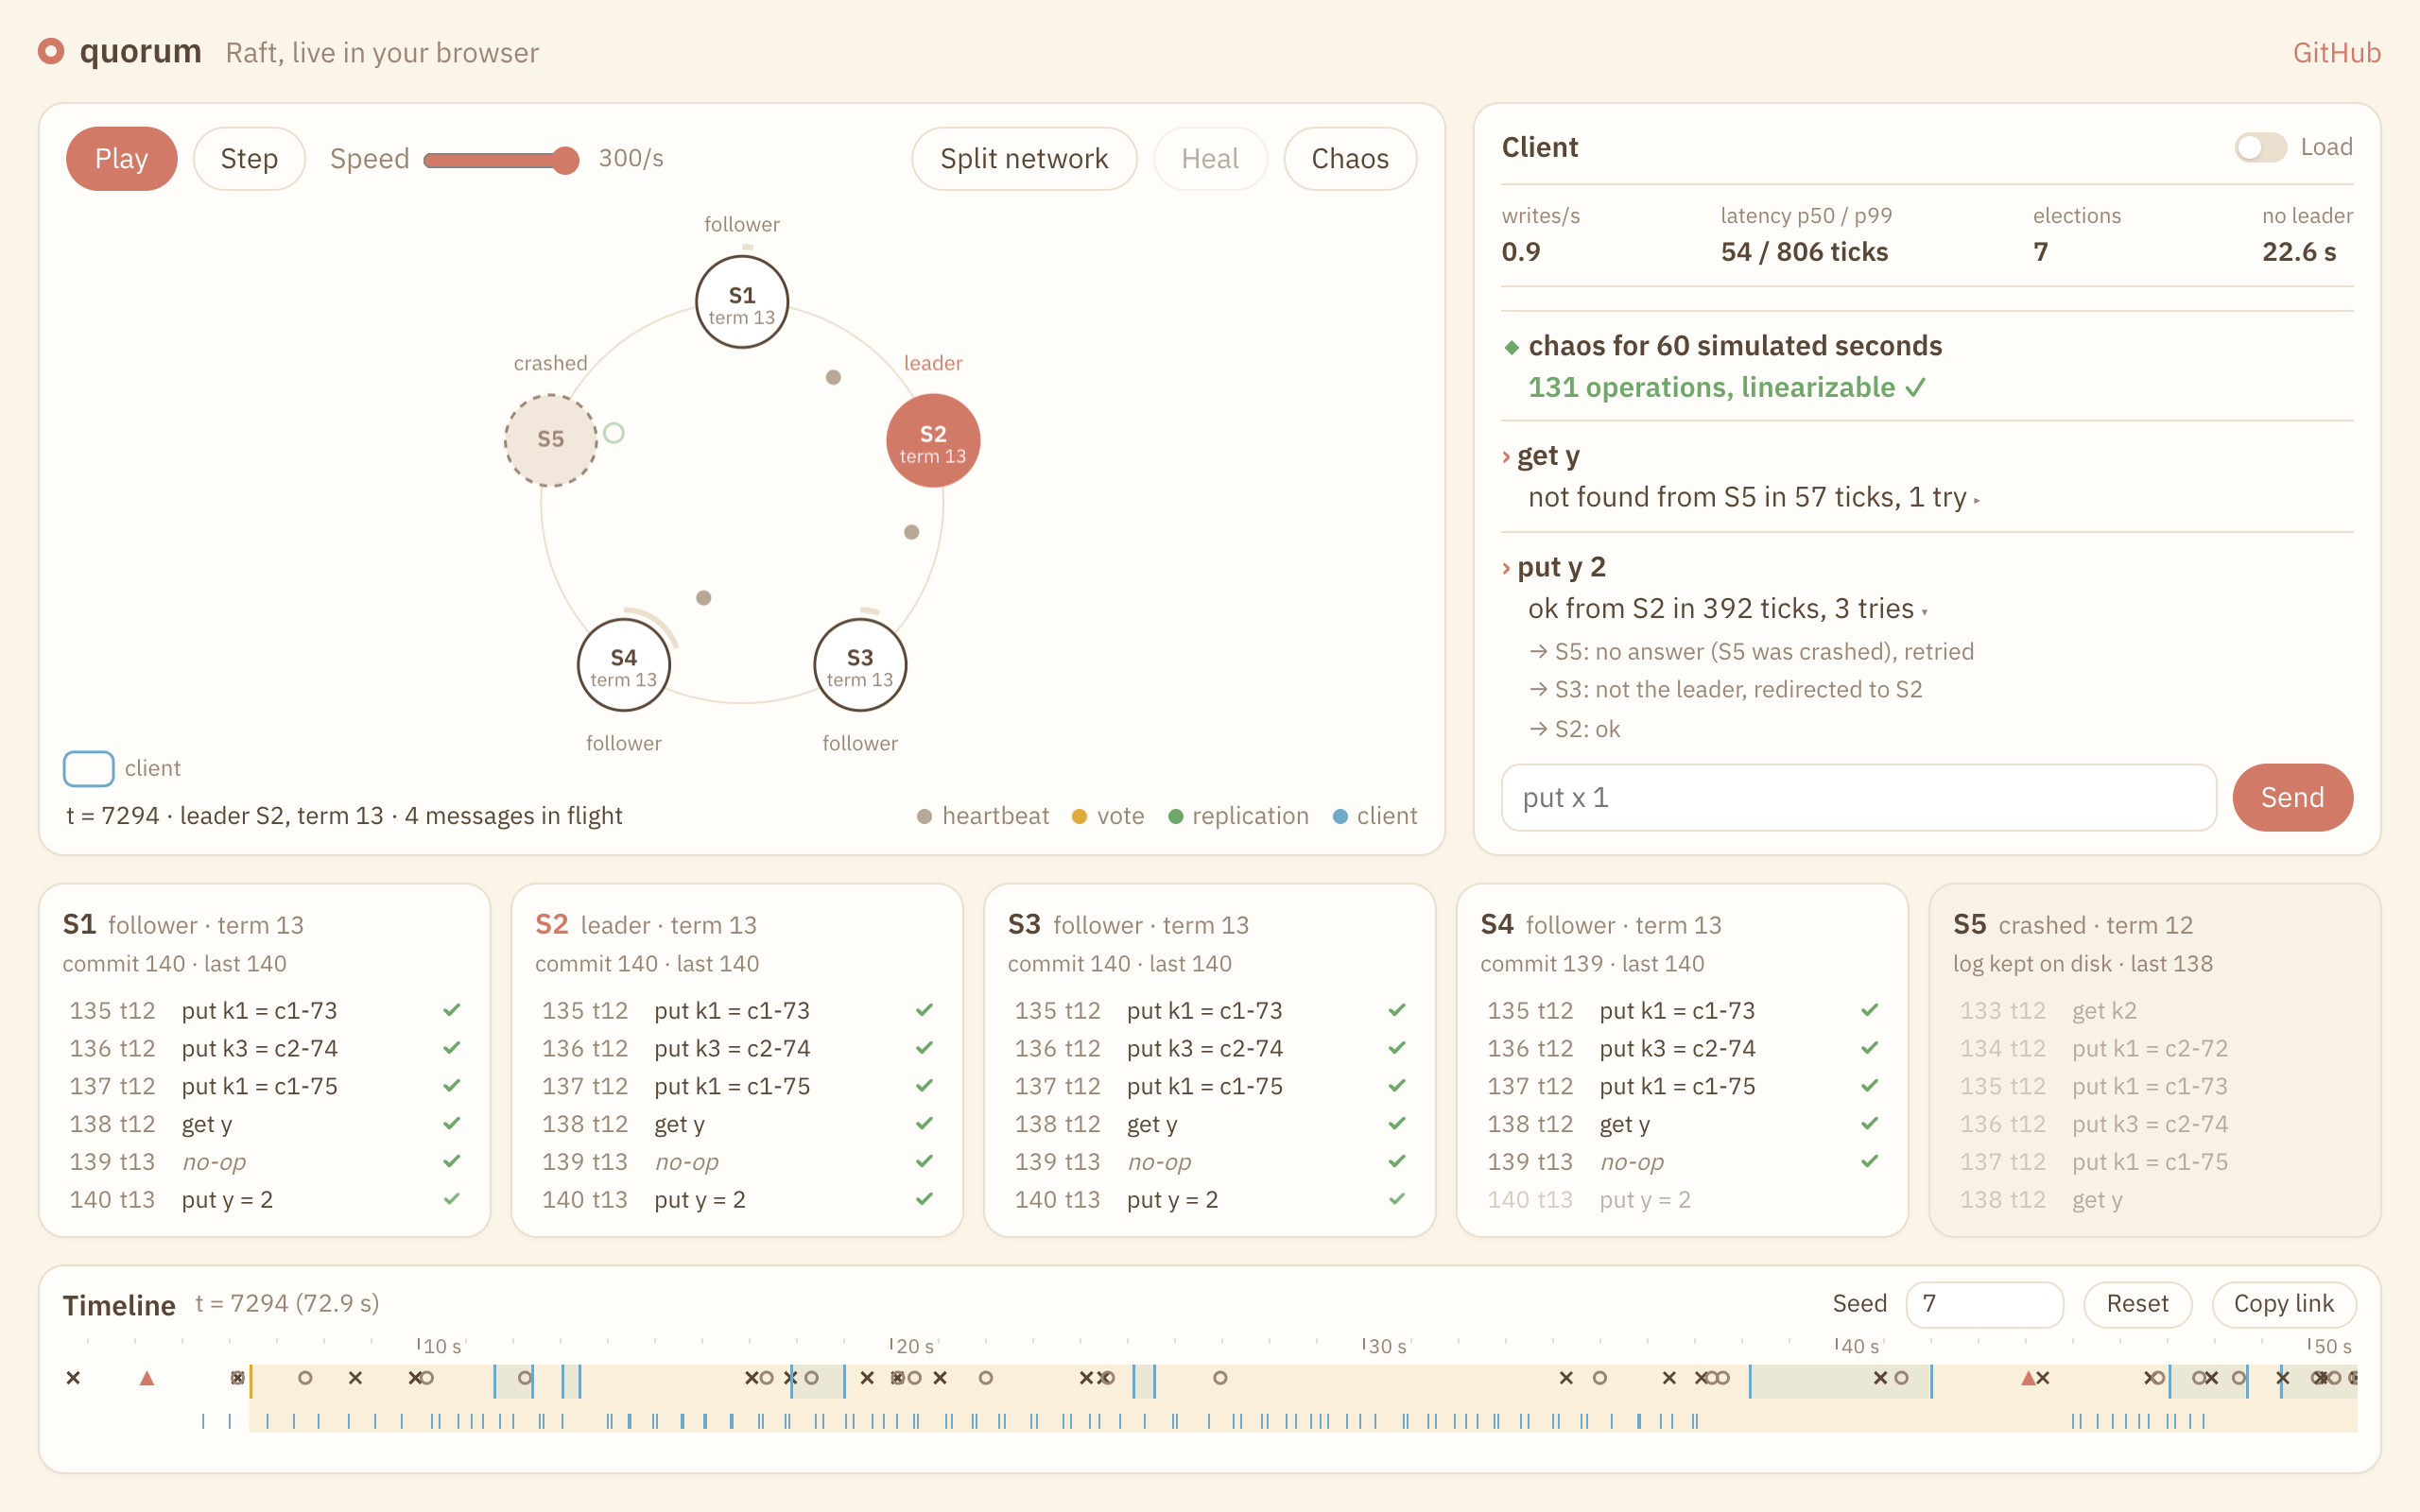 quorum Raft, live in your browser GitHub
Play Step Speed 300/s Split network Heal Chaos
follower
S1
term 13
crashed
leader
S5
S2
term 13
S4
term 13
S3
term 13
follower
follower
client
t = 7294 · leader S2, term 13 · 4 messages in flight
heartbeat vote replication client
Client Load
writes/s latency p50 / p99 elections no leader
0.9 54 / 806 ticks 7 22.6 s
chaos for 60 simulated seconds
131 operations, linearizable ✓
› get y
not found from S5 in 57 ticks, 1 try ▸
› put y 2
ok from S2 in 392 ticks, 3 tries ▾
→ S5: no answer (S5 was crashed), retried
→ S3: not the leader, redirected to S2
→ S2: ok
put x 1 Send
S1 follower · term 13
commit 140 · last 140
135 t12 put k1 = c1-73 ✓
136 t12 put k3 = c2-74 ✓
137 t12 put k1 = c1-75 ✓
138 t12 get y ✓
139 t13 no-op ✓
140 t13 put y = 2 ✓
S2 leader · term 13
commit 140 · last 140
135 t12 put k1 = c1-73 ✓
136 t12 put k3 = c2-74 ✓
137 t12 put k1 = c1-75 ✓
138 t12 get y ✓
139 t13 no-op ✓
140 t13 put y = 2 ✓
S3 follower · term 13
commit 140 · last 140
135 t12 put k1 = c1-73 ✓
136 t12 put k3 = c2-74 ✓
137 t12 put k1 = c1-75 ✓
138 t12 get y ✓
139 t13 no-op ✓
140 t13 put y = 2 ✓
S4 follower · term 13
commit 139 · last 140
135 t12 put k1 = c1-73 ✓
136 t12 put k3 = c2-74 ✓
137 t12 put k1 = c1-75 ✓
138 t12 get y ✓
139 t13 no-op ✓
140 t13 put y = 2
S5 crashed · term 12
log kept on disk · last 138
133 t12 get k2
134 t12 put k1 = c2-72
135 t12 put k1 = c1-73
136 t12 put k3 = c2-74
137 t12 put k1 = c1-75
138 t12 get y
Timeline t = 7294 (72.9 s) Seed 7 Reset Copy link
10 s 20 s 30 s 40 s 50 s